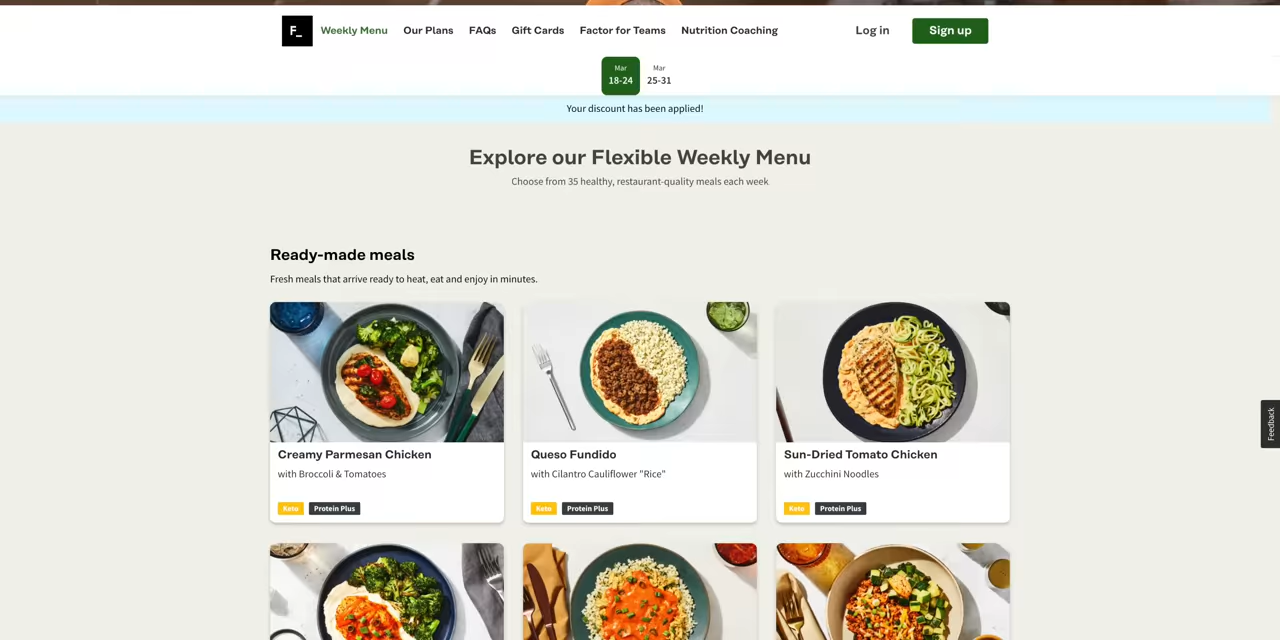 F_
Weekly Menu
Our Plans
FAQs
Gift Cards
Factor for Teams
Nutrition Coaching
Log in
Sign up
Mar
18-24
Mar
25-31
Your discount has been applied!
Explore our Flexible Weekly Menu
Choose from 35 healthy, restaurant-quality meals each week
Ready-made meals
Fresh meals that arrive ready to heat, eat and enjoy in minutes.
Creamy Parmesan Chicken
with Broccoli & Tomatoes
Keto
Protein Plus
Queso Fundido
with Cilantro Cauliflower "Rice"
Keto
Protein Plus
Sun-Dried Tomato Chicken
with Zucchini Noodles
Keto
Protein Plus
Feedback